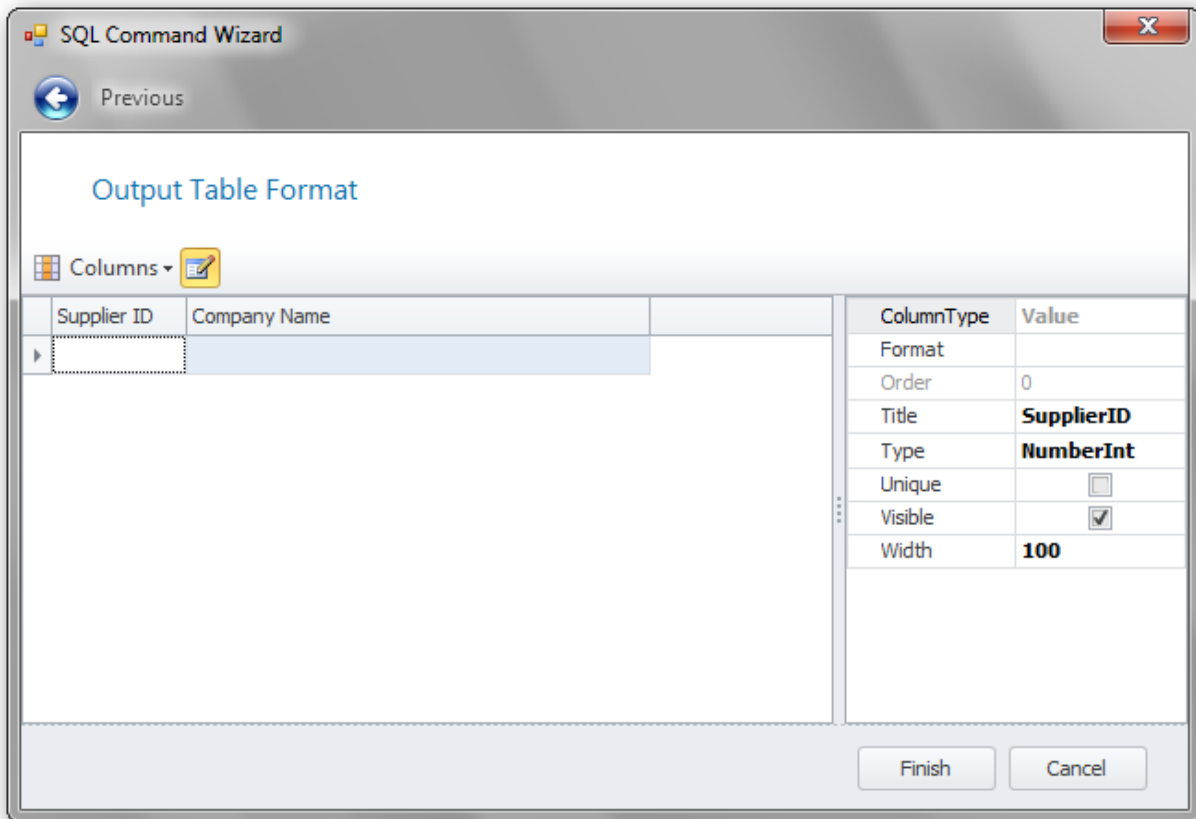 SQL Command Wizard
Previous
Output Table Format
Columns
Supplier ID Company Name
ColumnType Value
Format
Order 0
Title SupplierID
Type NumberInt
Unique
Visible
Width 100
Finish Cancel